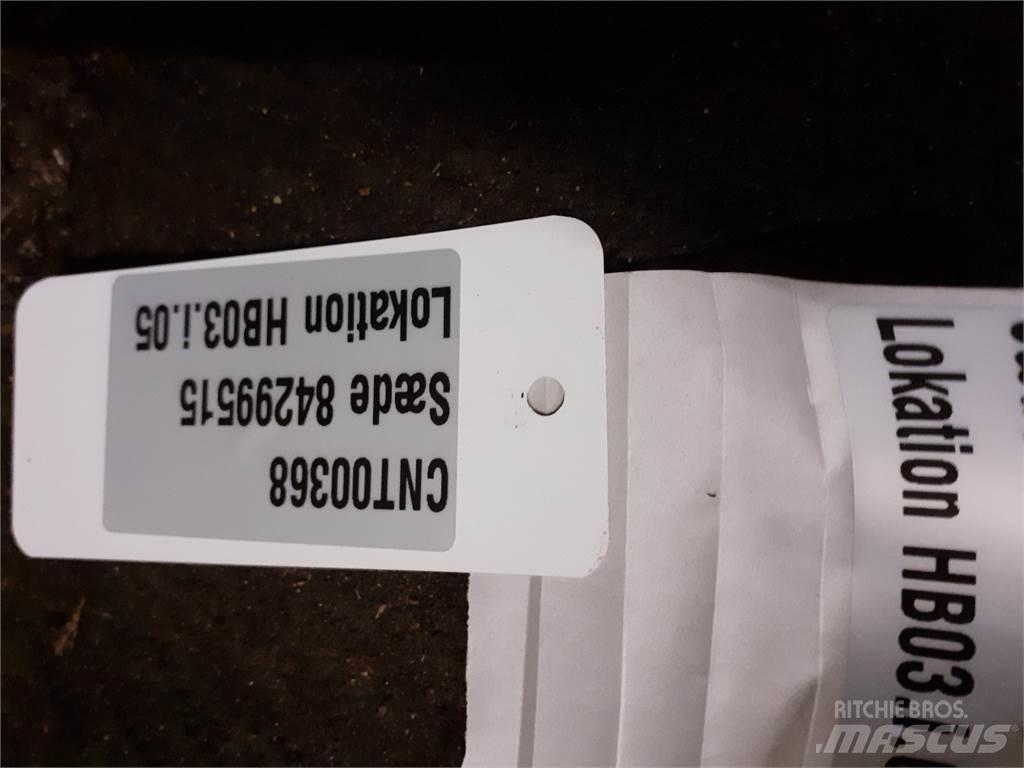 CNT00368
Sæde 84299515
Lokation HB03.i.05
Lokation HB03.i
RITCHIE BROS.
MASCUS